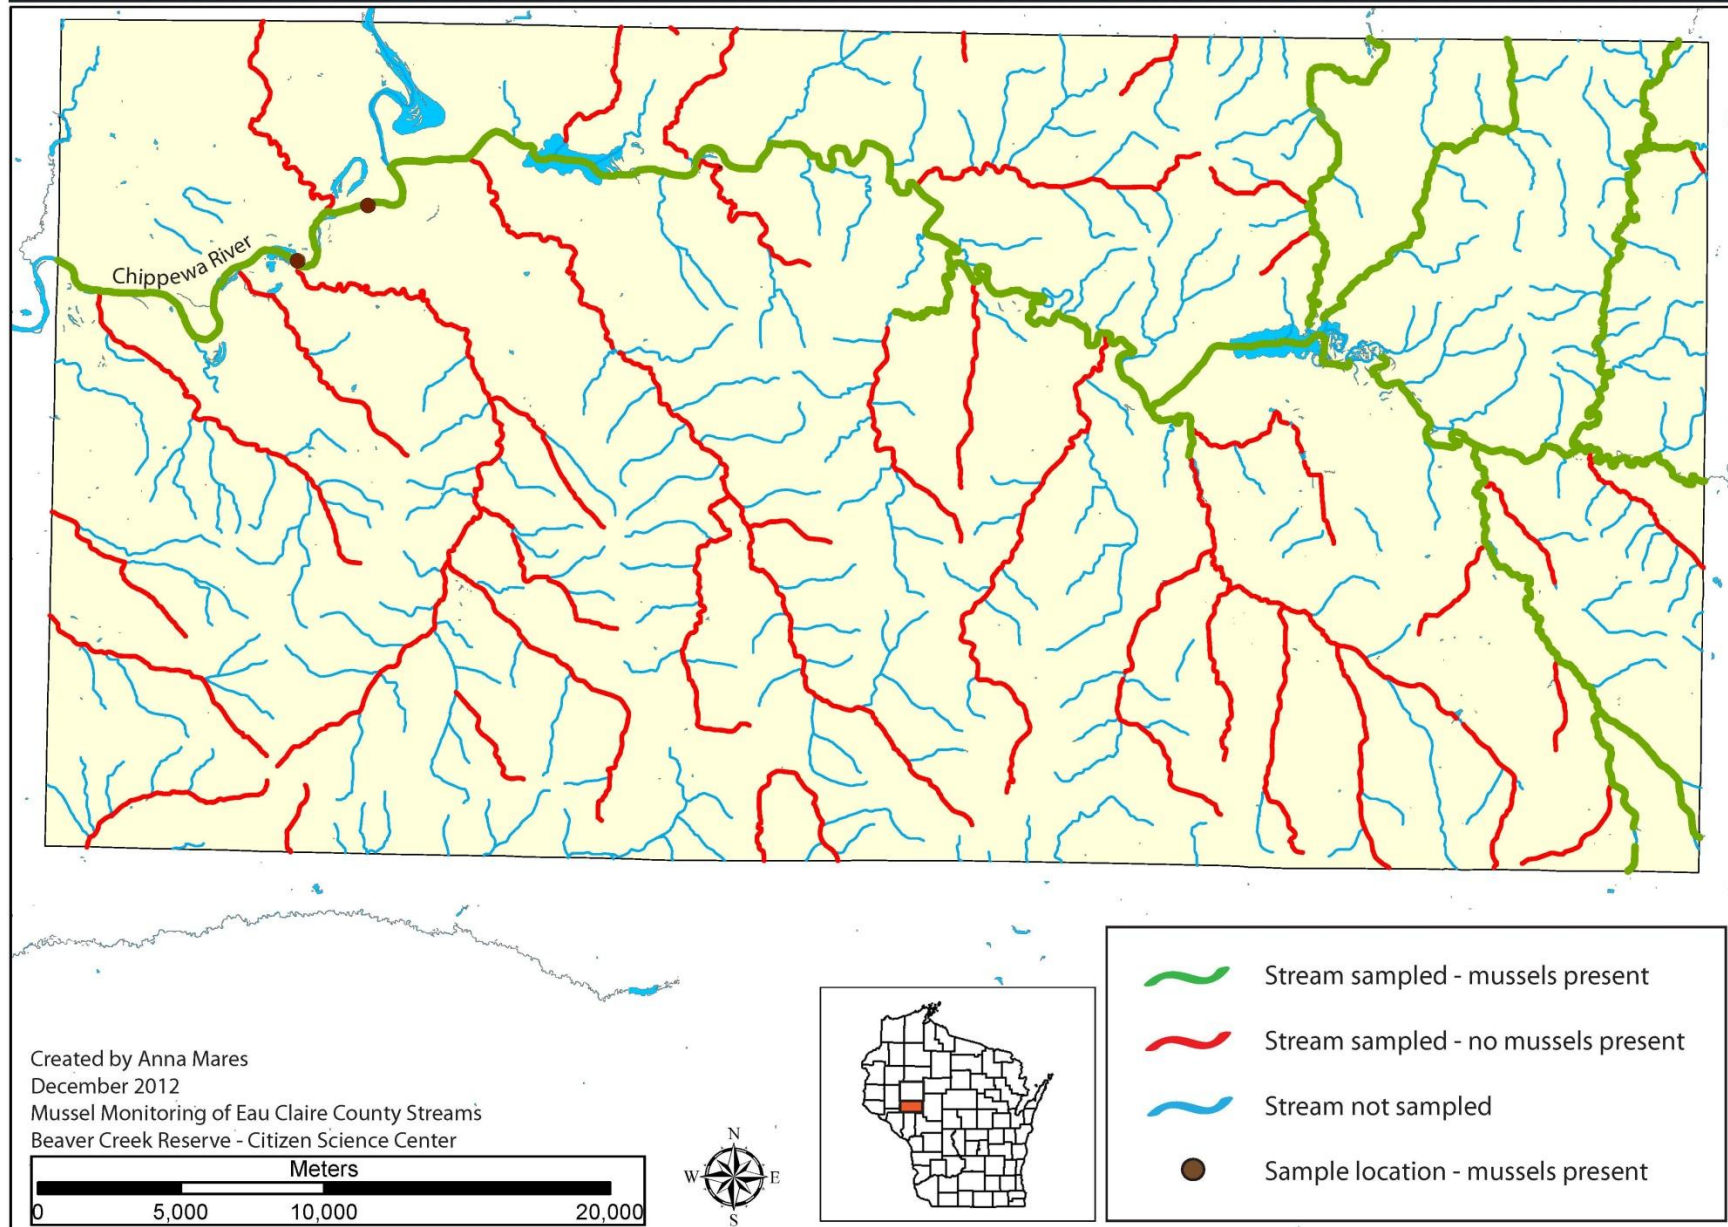 Chippewa River
Stream sampled - mussels present
Stream sampled - no mussels present
Stream not sampled
Sample location - mussels present
Created by Anna Mares
December 2012
Mussel Monitoring of Eau Claire County Streams
Beaver Creek Reserve - Citizen Science Center
Meters
0 5,000 10,000 20,000
N
W E
S